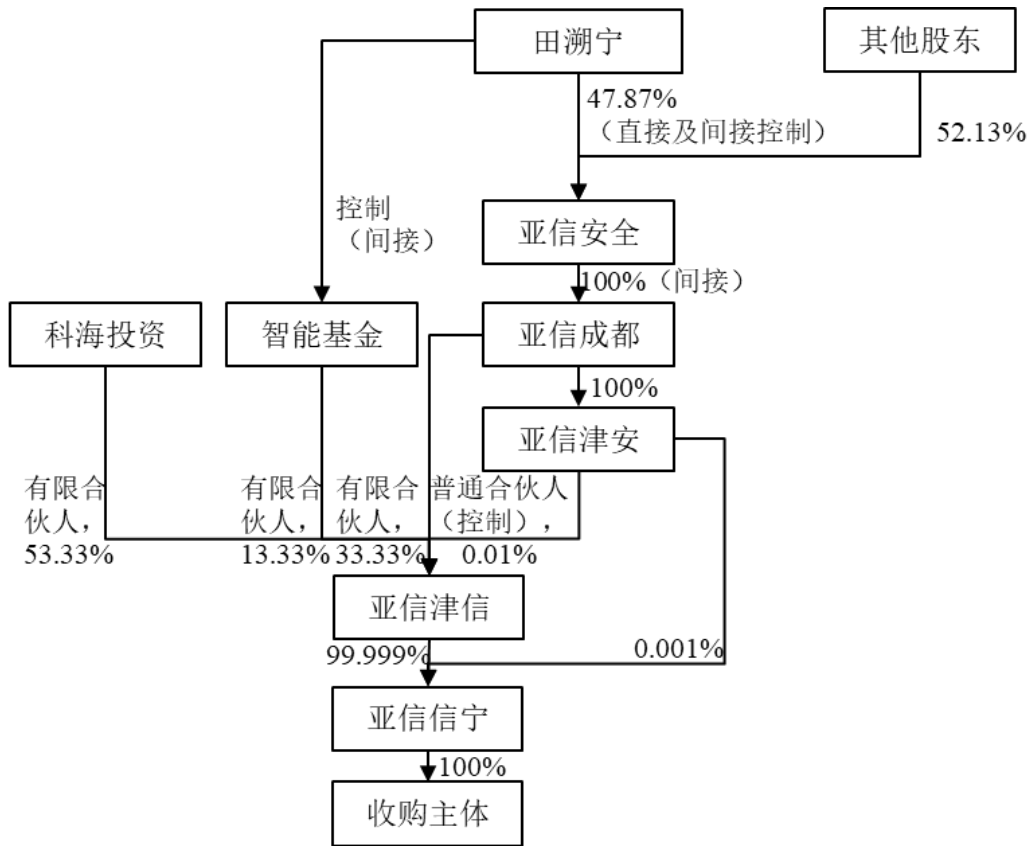 田溯宁
其他股东
47.87%
（直接及间接控制）
52.13%
控制
（间接）
亚信安全
100%（间接）
科海投资
智能基金
亚信成都
100%
亚信津安
有限合
伙人，
53.33%
有限合
伙人，
13.33%
有限合
伙人，
33.33%
普通合伙人
（控制），
0.01%
亚信津信
99.999%
0.001%
亚信信宁
100%
收购主体